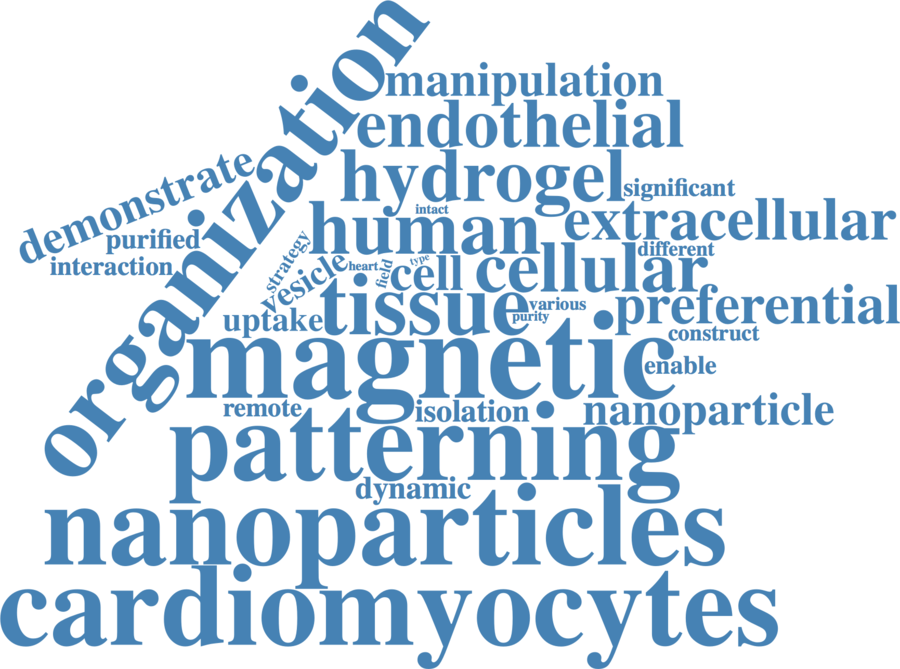 organization
manipulation
endothelial
hydrogel
demonstrate
significant
intact
human
extracellular
purified
strategy
different
interaction
vesicle
heart
field
type
cell
cellular
tissue
various
preferential
uptake
purity
construct
magnetic
enable
remote
isolation
nanoparticle
patterning
dynamic
nanoparticles
cardiomyocytes